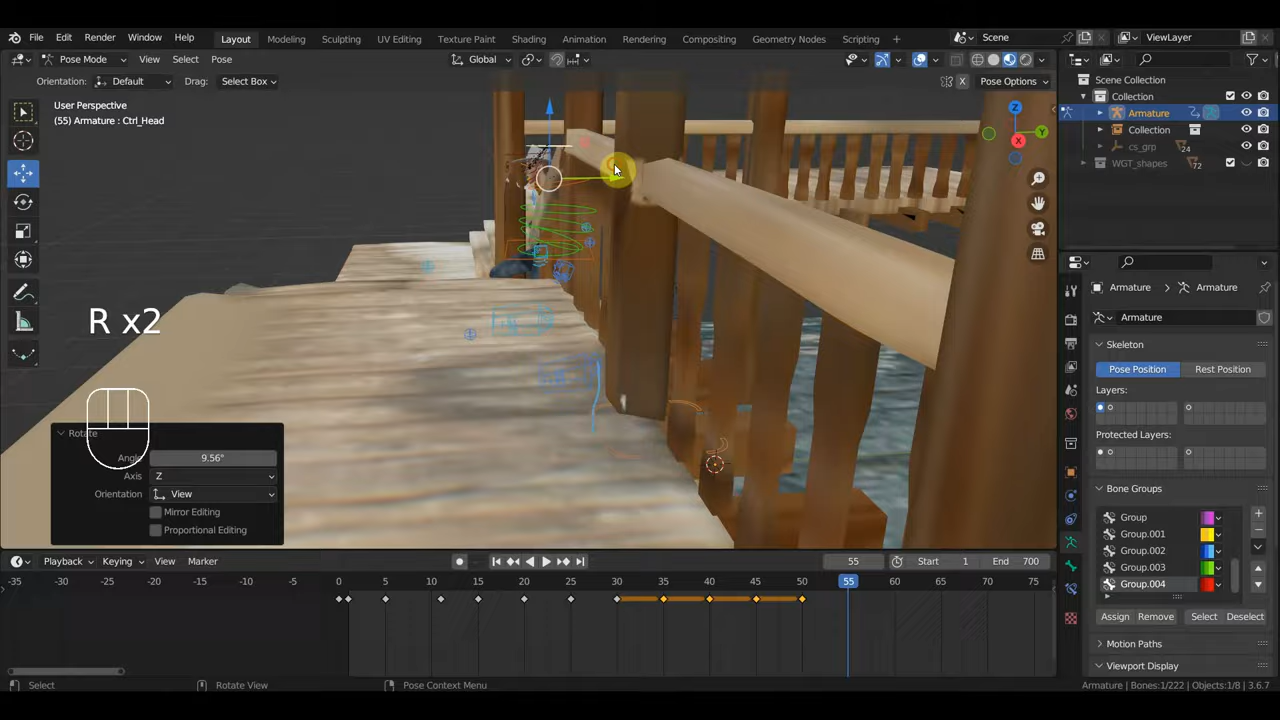 File Edit Render Window Help Layout Modeling Sculpting UV Editing Texture Paint Shading Animation Rendering Compositing Geometry Nodes Scripting + Scene ViewLayer
Pose Mode View Select Pose Global
Orientation: Default Drag: Select Box X Pose Options
User Perspective
(55) Armature : Ctrl_Head
Z
Y
X
Scene Collection
Collection
Armature
Collection
cs_grp 24
WGT_shapes 72
R x2
Rotate
Angle 9.56°
Axis Z
Orientation View
Mirror Editing
Proportional Editing
Armature > Armature
Armature
Skeleton
Pose Position Rest Position
Layers:
Protected Layers:
Bone Groups
Group
Group.001
Group.002
Group.003
Group.004
Assign Remove Select Deselect
Motion Paths
Viewport Display
Playback Keying View Marker 55 Start 1 End 700
-35 -30 -25 -20 -15 -10 -5 0 5 10 15 20 25 30 35 40 45 50 55 60 65 70 75
Select Rotate View Pose Context Menu Armature | Bones:1/222 | Objects:1/8 | 3.6.7